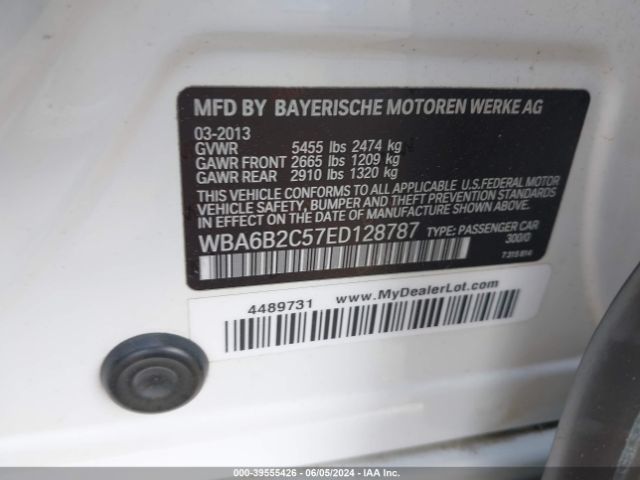 MFD BY BAYERISCHE MOTOREN WERKE AG
03-2013
GVWR 5455 lbs 2474 kg
GAWR FRONT 2665 lbs 1209 kg
GAWR REAR 2910 lbs 1320 kg
THIS VEHICLE CONFORMS TO ALL APPLICABLE U.S.FEDERAL MOTOR
VEHICLE SAFETY, BUMPER, AND THEFT PREVENTION STANDARDS
IN EFFECT ON THE DATE OF MANUFACTURE SHOWN ABOVE.
WBA6B2C57ED128787 TYPE: PASSENGER CAR
300/0
7 315 614
4489731 www.MyDealerLot.com
000-39555426 - 06/05/2024 - IAA Inc.